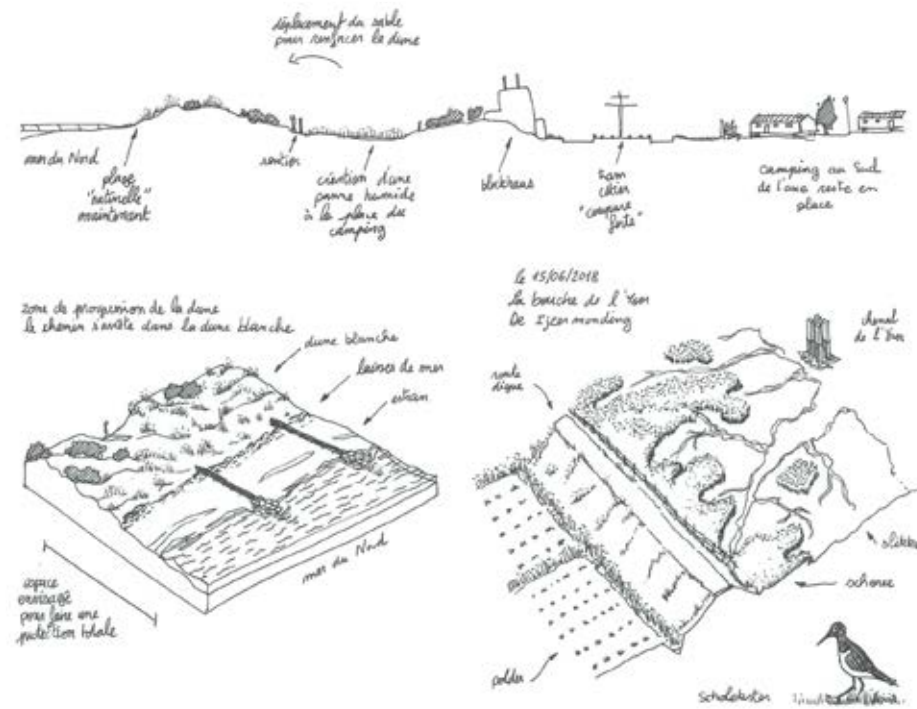 déplacement du sable
pour renforcer la dune
mer du Nord
plage
"naturelle"
maintenant
sentier
création d'une
panne humide
à la place du
camping
blockhaus
tram
côtier
"coupure
forte"
camping au Sud
de l'axe reste en
place
zone de progression de la dune
le chemin s'arrête dans la dune blanche
dune blanche
laisses de mer
estran
mer du Nord
espace
envisagé
pour faire une
protection totale
le 15/06/2018
la bouche de l'Yser
De IJzermonding
chenal
de l'Yser
route
digue
slikke
schorre
polder
Scholekster